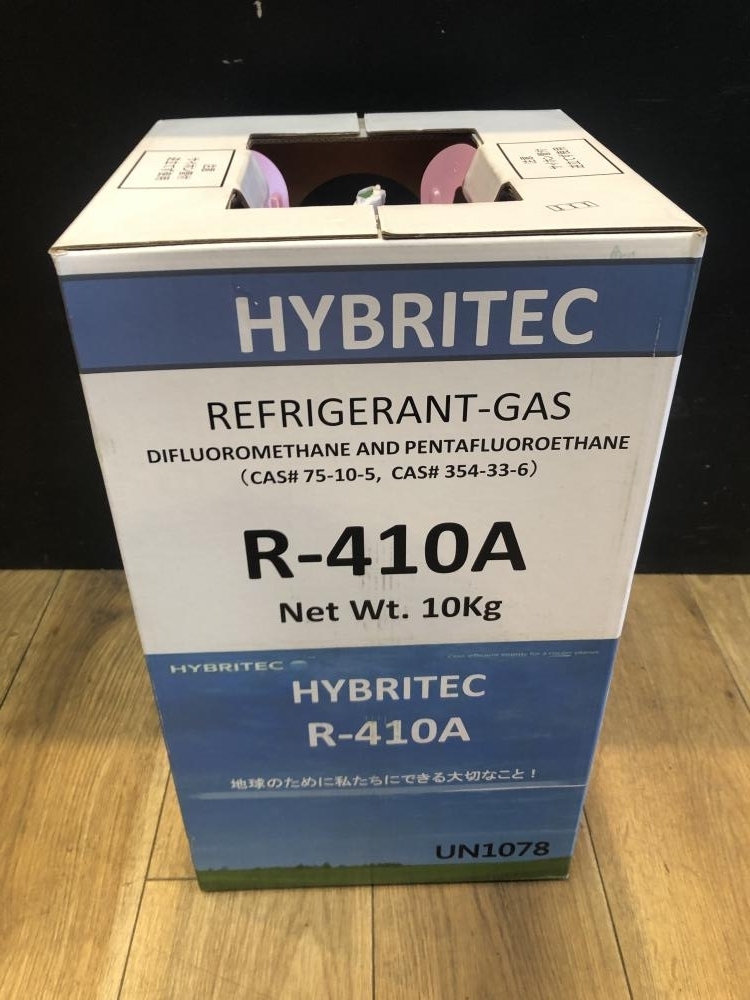 HYBRITEC
REFRIGERANT-GAS
DIFLUOROMETHANE AND PENTAFLUOROETHANE
（CAS# 75-10-5, CAS# 354-33-6）
R-410A
Net Wt. 10Kg
HYBRITEC
HYBRITEC
R-410A
地球のために私たちにできる大切なこと！
UN1078